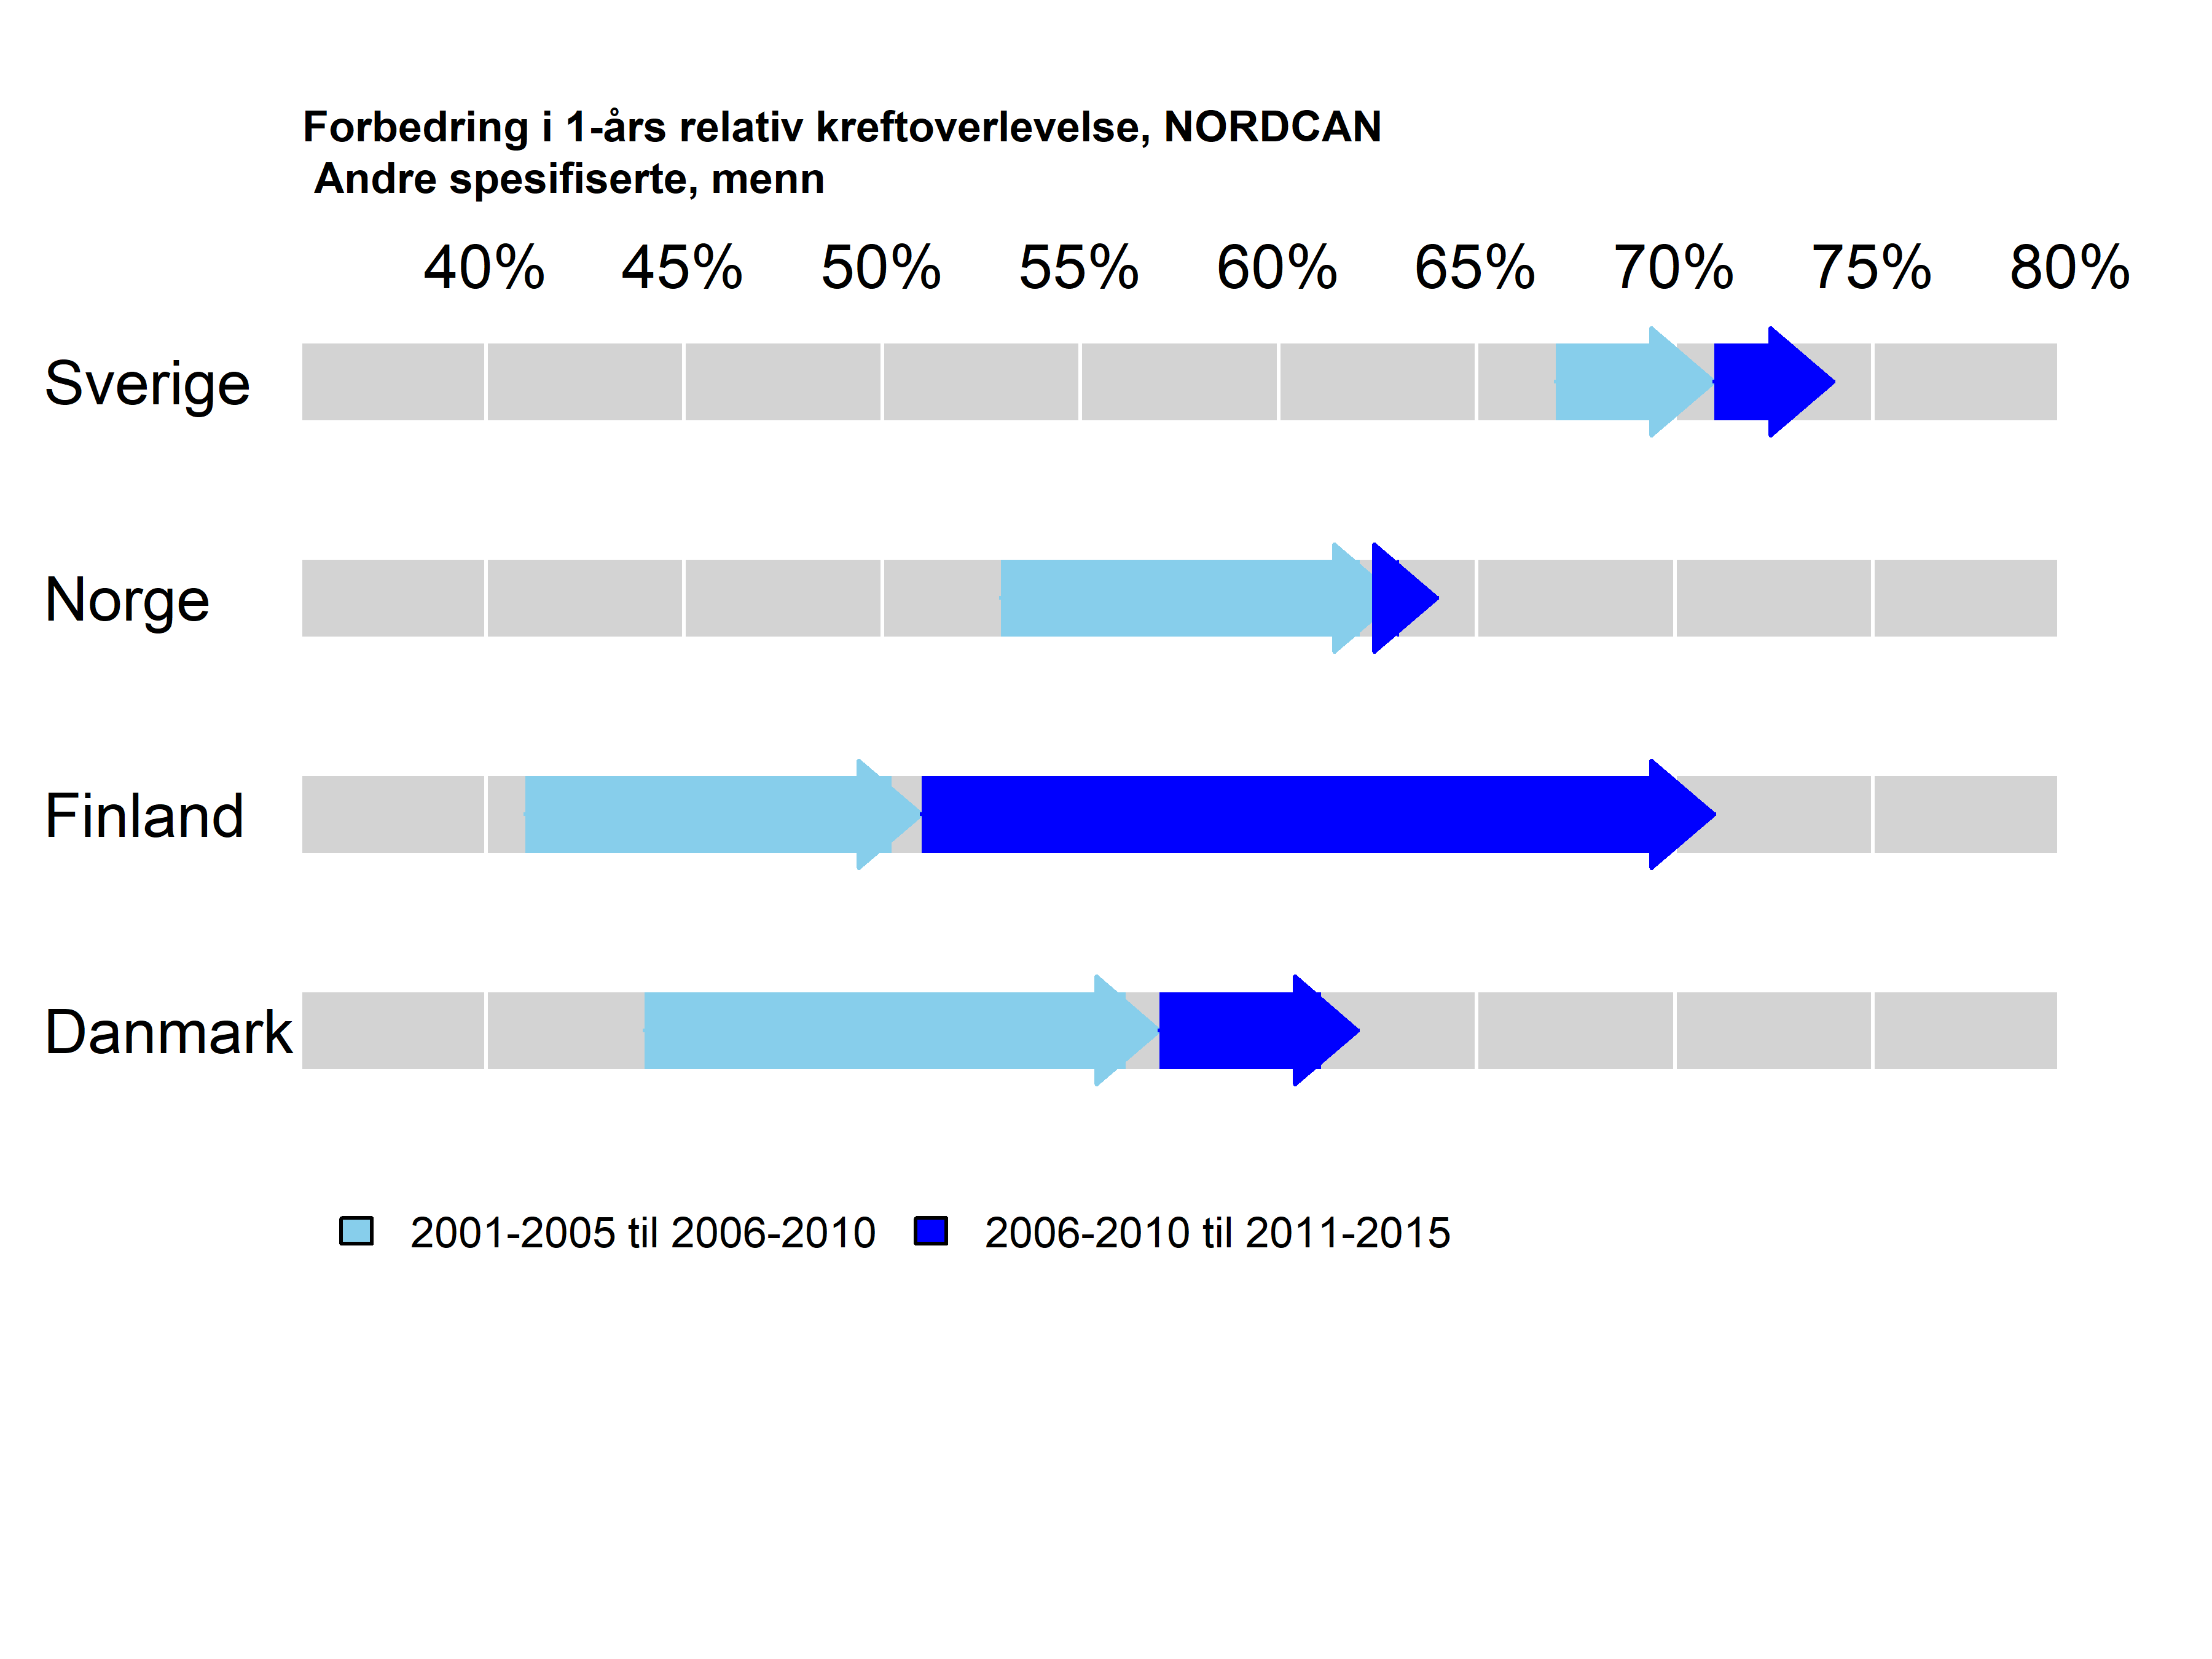 Forbedring i 1-års relativ kreftoverlevelse, NORDCAN
Andre spesifiserte, menn
40% 45% 50% 55% 60% 65% 70% 75% 80%
Sverige
Norge
Finland
Danmark
2001-2005 til 2006-2010 2006-2010 til 2011-2015